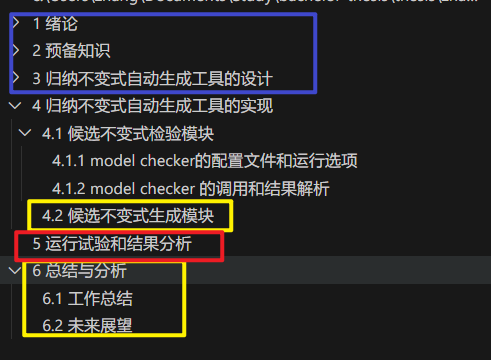 1 绪论
2 预备知识
3 归纳不变式自动生成工具的设计
4 归纳不变式自动生成工具的实现
4.1 候选不变式检验模块
4.1.1 model checker的配置文件和运行选项
4.1.2 model checker 的调用和结果解析
4.2 候选不变式生成模块
5 运行试验和结果分析
6 总结与分析
6.1 工作总结
6.2 未来展望